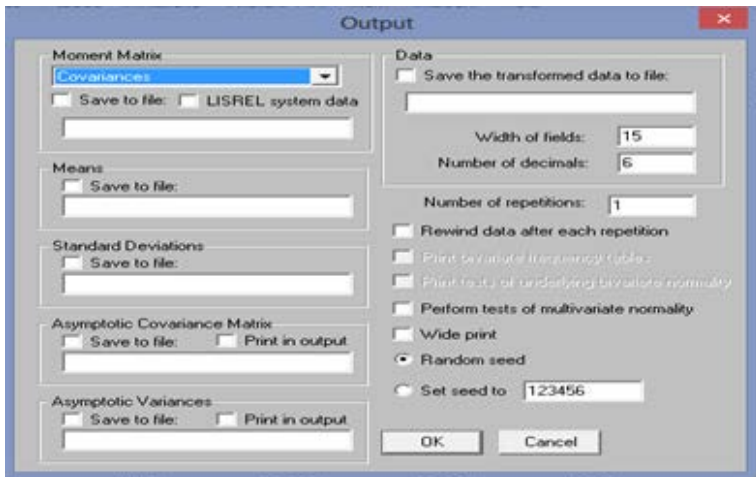 Output
Moment Matrix
Covariances
Save to file: LISREL system data
Means
Save to file:
Standard Deviations
Save to file:
Asymptotic Covariance Matrix
Save to file: Print in output
Asymptotic Variances
Save to file: Print in output
Data
Save the transformed data to file:
Width of fields: 15
Number of decimals: 6
Number of repetitions: 1
Rewind data after each repetition
Print bivariate frequency tables
Print tests of underlying bivariate normality
Perform tests of multivariate normality
Wide print
Random seed
Set seed to 123456
OK Cancel